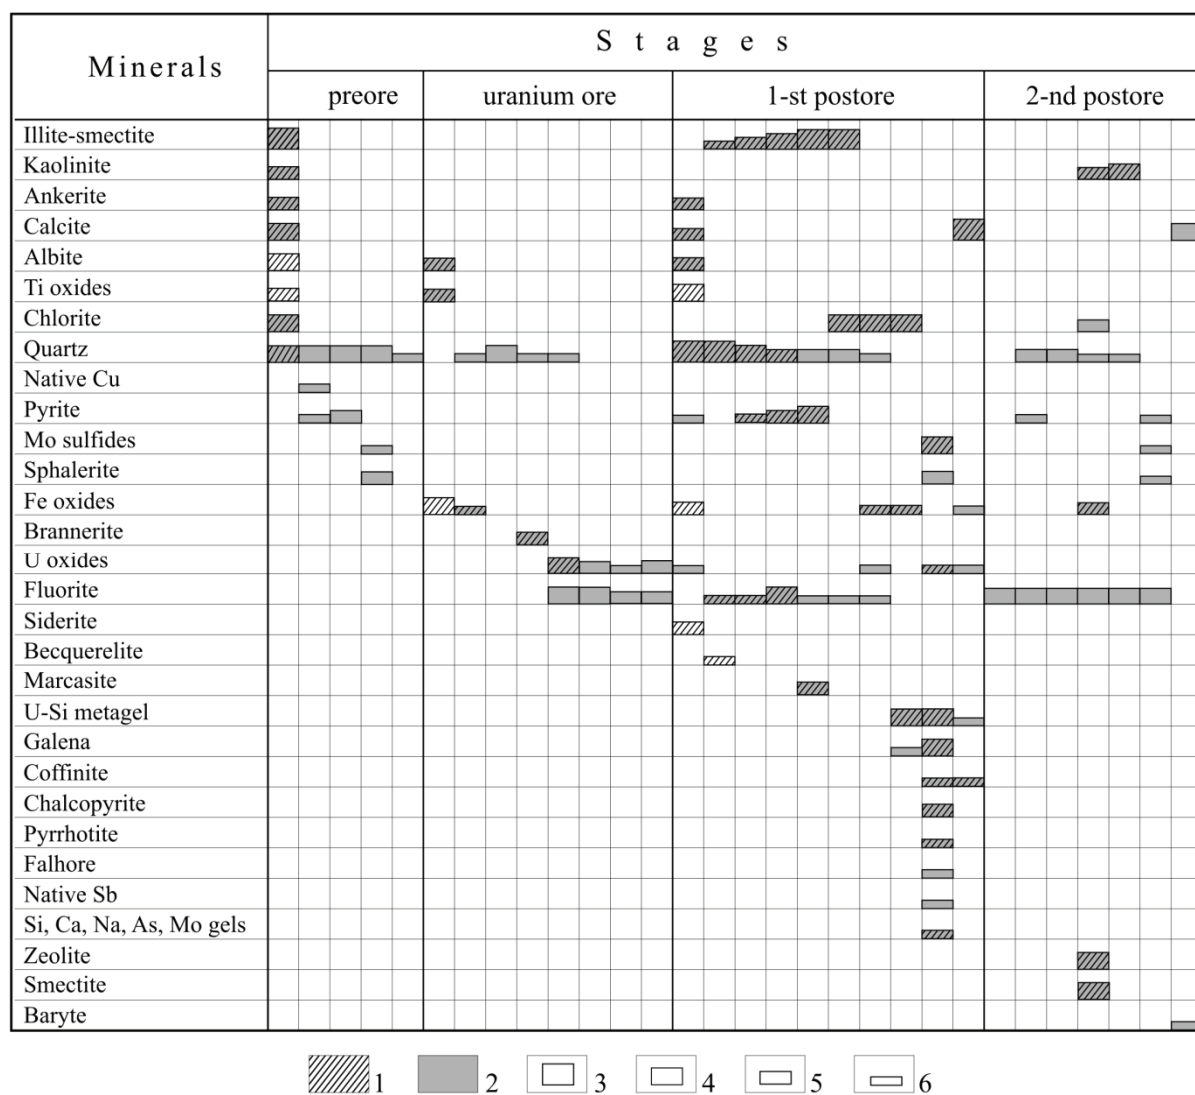 Minerals
Stages
preore uranium ore 1-st postore 2-nd postore
Illite-smectite
Kaolinite
Ankerite
Calcite
Albite
Ti oxides
Chlorite
Quartz
Native Cu
Pyrite
Mo sulfides
Sphalerite
Fe oxides
Brannerite
U oxides
Fluorite
Siderite
Becquerelite
Marcasite
U-Si metagel
Galena
Coffinite
Chalcopyrite
Pyrrhotite
Falhore
Native Sb
Si, Ca, Na, As, Mo gels
Zeolite
Smectite
Baryte
1 2 3 4 5 6